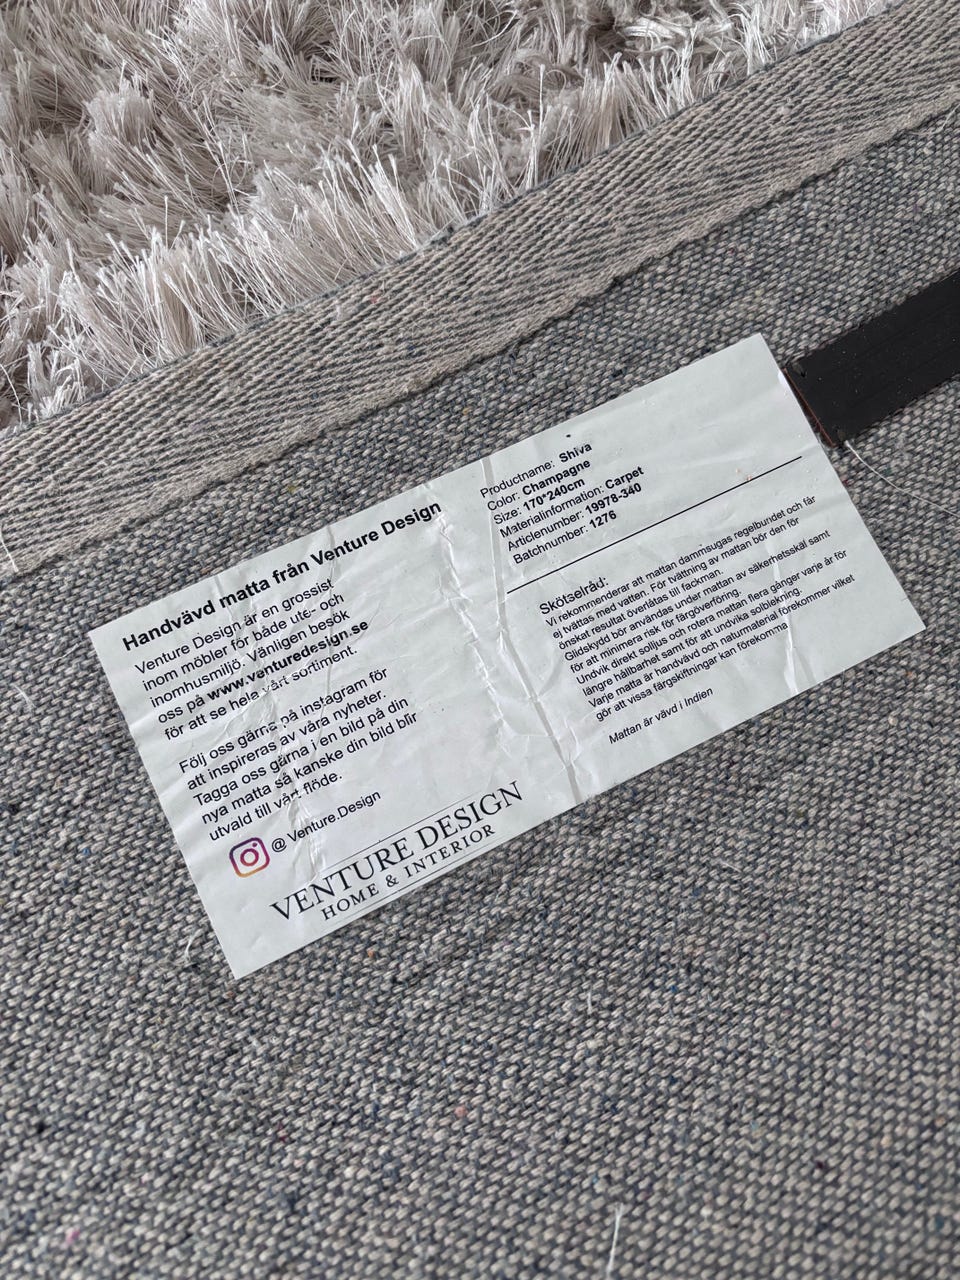 Handvävd matta från Venture Design
Venture Design är en grossist
inom möbler för både ute- och
inomhusmiljö. Vänligen besök
oss på www.venturedesign.se
för att se hela vårt sortiment.
Följ oss gärna på instagram för
att inspireras av våra nyheter.
Tagga oss gärna i en bild på din
nya matta så kanske din bild blir
utvald till vårt flöde.
@ Venture.Design
VENTURE DESIGN
HOME & INTERIOR
Productname: Shiva
Color: Champagne
Size: 170*240cm
Materialinformation: Carpet
Articlenumber: 19978-340
Batchnumber: 1276
Skötselråd:
Vi rekommenderar att mattan dammsugas regelbundet och får
ej tvättas med vatten. För tvättning av mattan bör den för
önskat resultat överlåtas till fackman.
Glidskydd bör användas under mattan av säkerhetsskäl samt
för att minimera risk för färgöverföring.
Undvik direkt solljus och rotera mattan flera gånger varje år för
längre hållbarhet samt för att undvika solblekning.
Varje matta är handvävd och naturmaterial förekommer vilket
gör att vissa färgskiftningar kan förekomma
Mattan är vävd i Indien